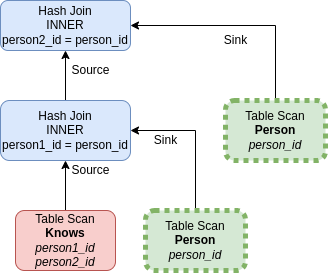 Hash Join
INNER
person2_id = person_id
Sink
Source
Hash Join
INNER
person1_id = person_id
Sink
Table Scan
Person
person_id
Source
Table Scan
Knows
person1_id
person2_id
Table Scan
Person
person_id